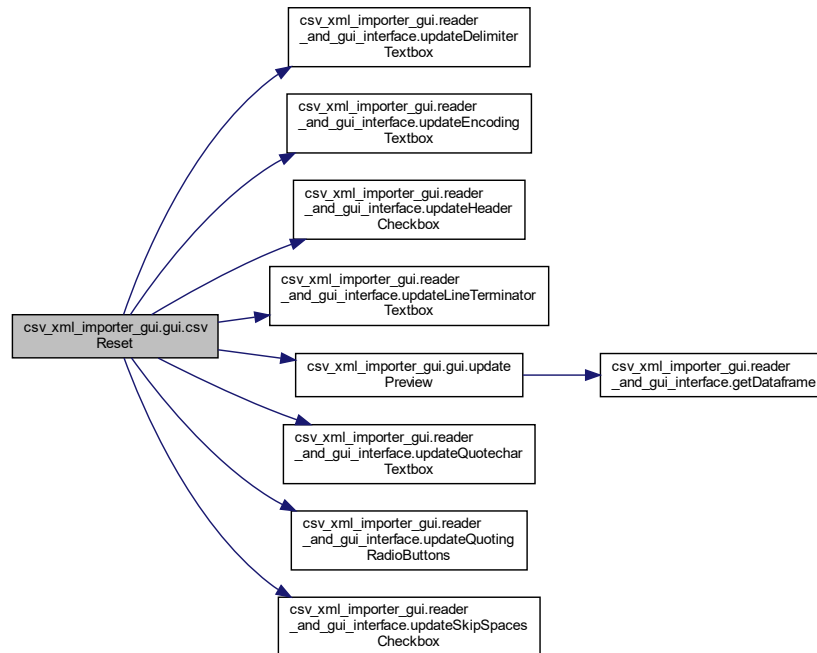 csv_xml_importer_gui.reader
_and_gui_interface.updateDelimiter
Textbox
csv_xml_importer_gui.reader
_and_gui_interface.updateEncoding
Textbox
csv_xml_importer_gui.reader
_and_gui_interface.updateHeader
Checkbox
csv_xml_importer_gui.reader
_and_gui_interface.updateLineTerminator
Textbox
csv_xml_importer_gui.gui.csv
Reset
csv_xml_importer_gui.gui.update
Preview
csv_xml_importer_gui.reader
_and_gui_interface.getDataframe
csv_xml_importer_gui.reader
_and_gui_interface.updateQuotechar
Textbox
csv_xml_importer_gui.reader
_and_gui_interface.updateQuoting
RadioButtons
csv_xml_importer_gui.reader
_and_gui_interface.updateSkipSpaces
Checkbox